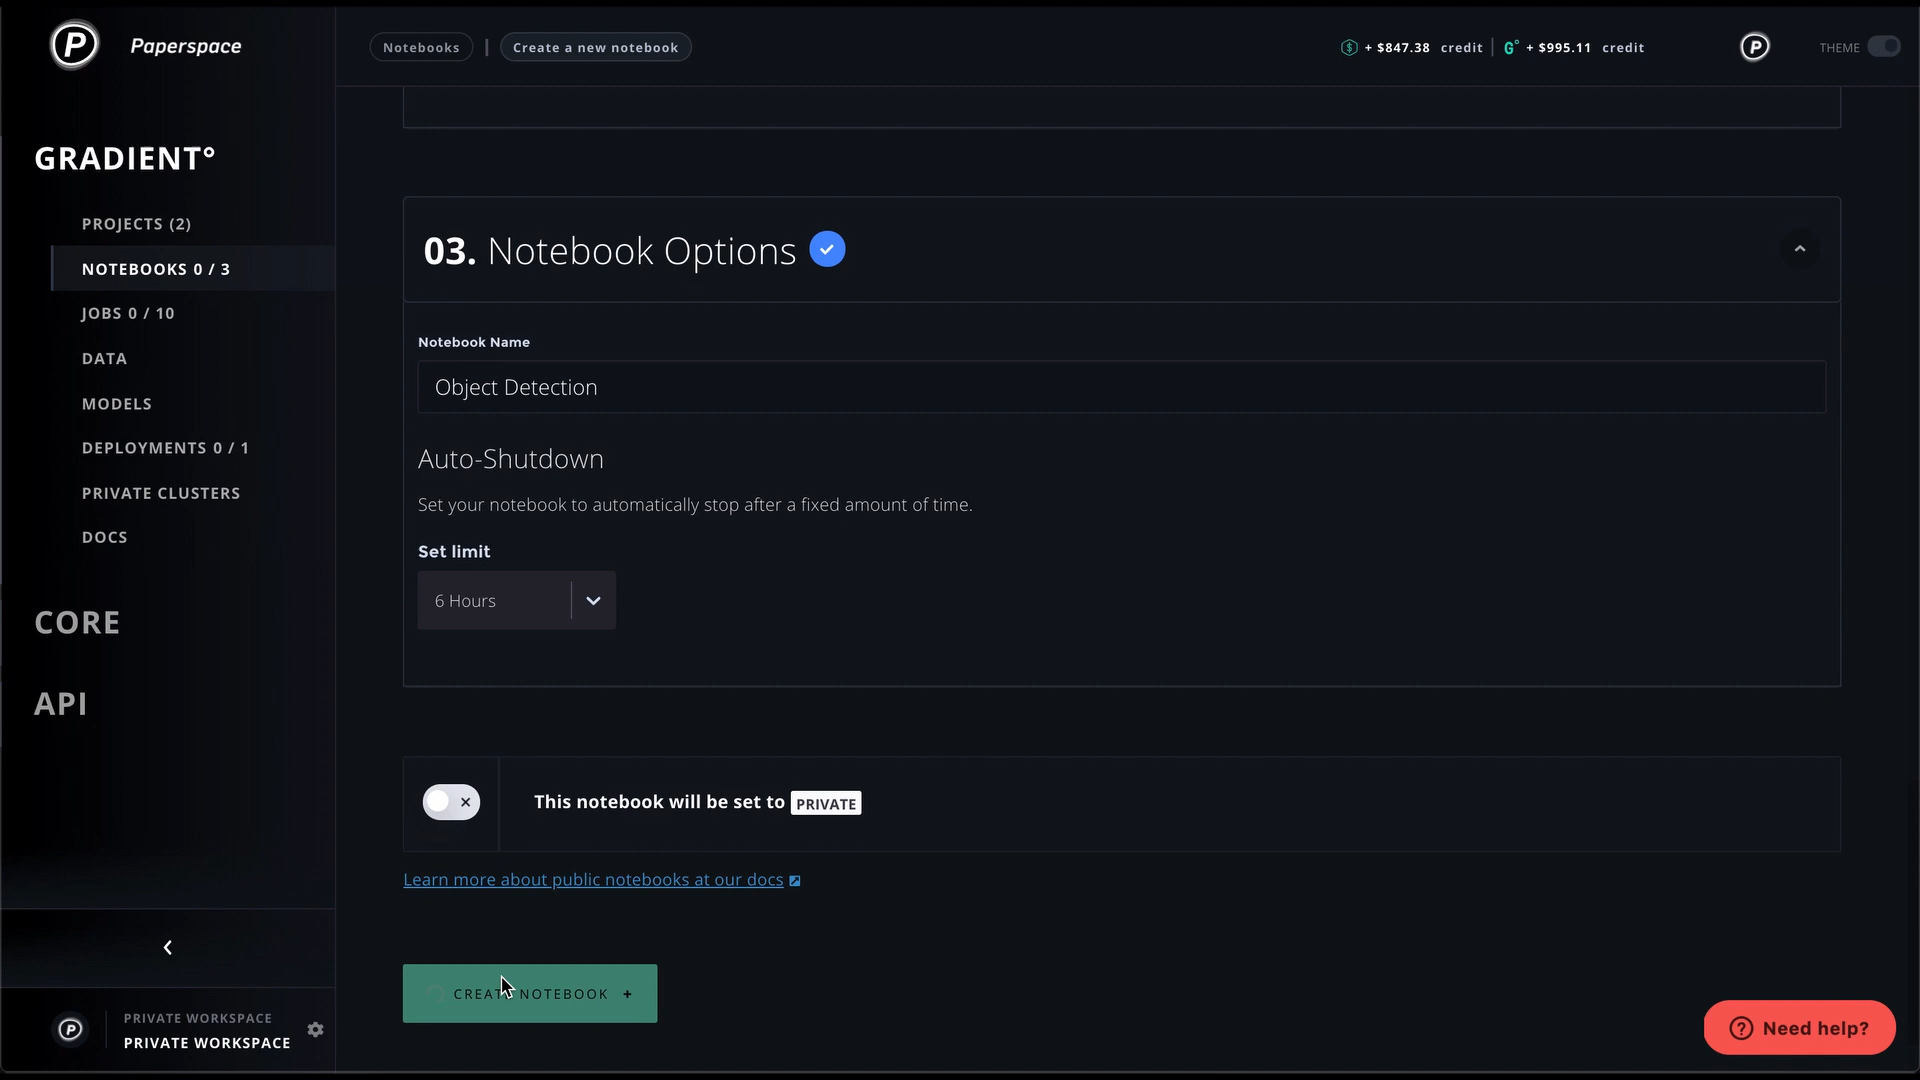 Paperspace
Notebooks | Create a new notebook
+ $847.38 credit | G° + $995.11 credit
THEME
GRADIENT°
PROJECTS (2)
NOTEBOOKS 0 / 3
JOBS 0 / 10
DATA
MODELS
DEPLOYMENTS 0 / 1
PRIVATE CLUSTERS
DOCS
CORE
API
PRIVATE WORKSPACE
PRIVATE WORKSPACE
03. Notebook Options
Notebook Name
Object Detection
Auto-Shutdown
Set your notebook to automatically stop after a fixed amount of time.
Set limit
6 Hours
This notebook will be set to PRIVATE
Learn more about public notebooks at our docs
CREATE NOTEBOOK +
Need help?